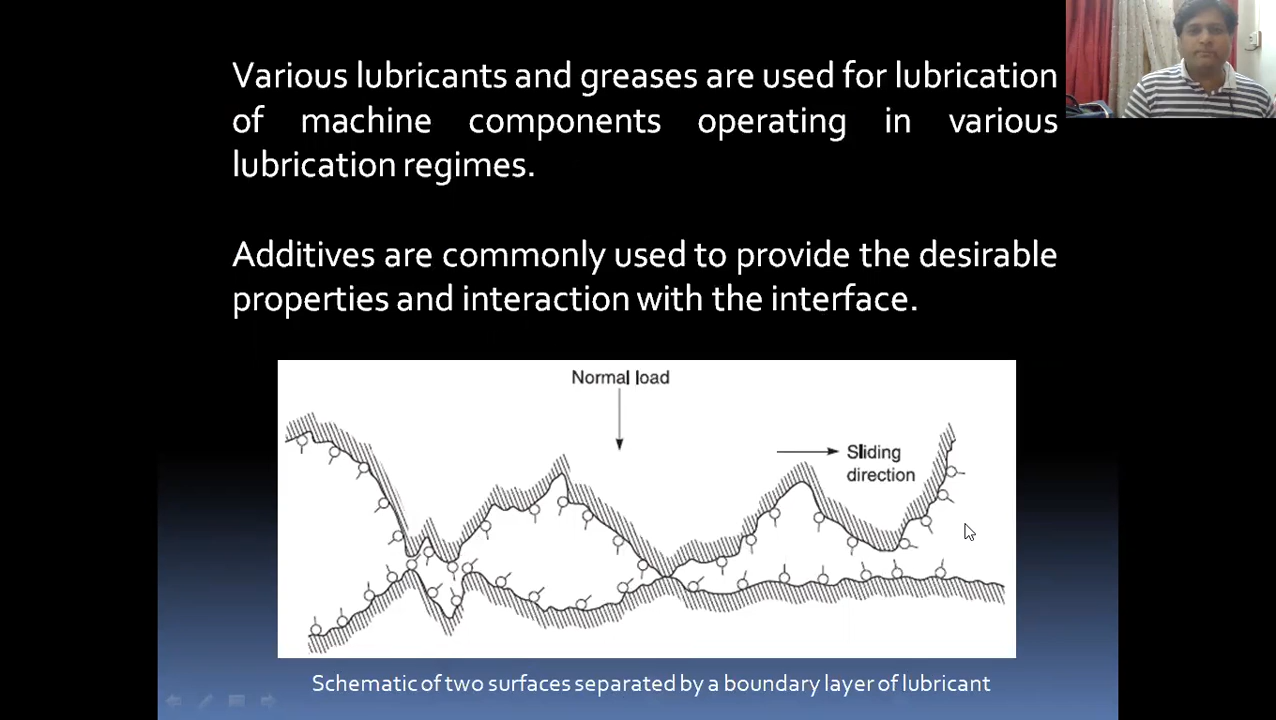 Various lubricants and greases are used for lubrication
of machine components operating in various
lubrication regimes.
Additives are commonly used to provide the desirable
properties and interaction with the interface.
Normal load
Sliding
direction
Schematic of two surfaces separated by a boundary layer of lubricant